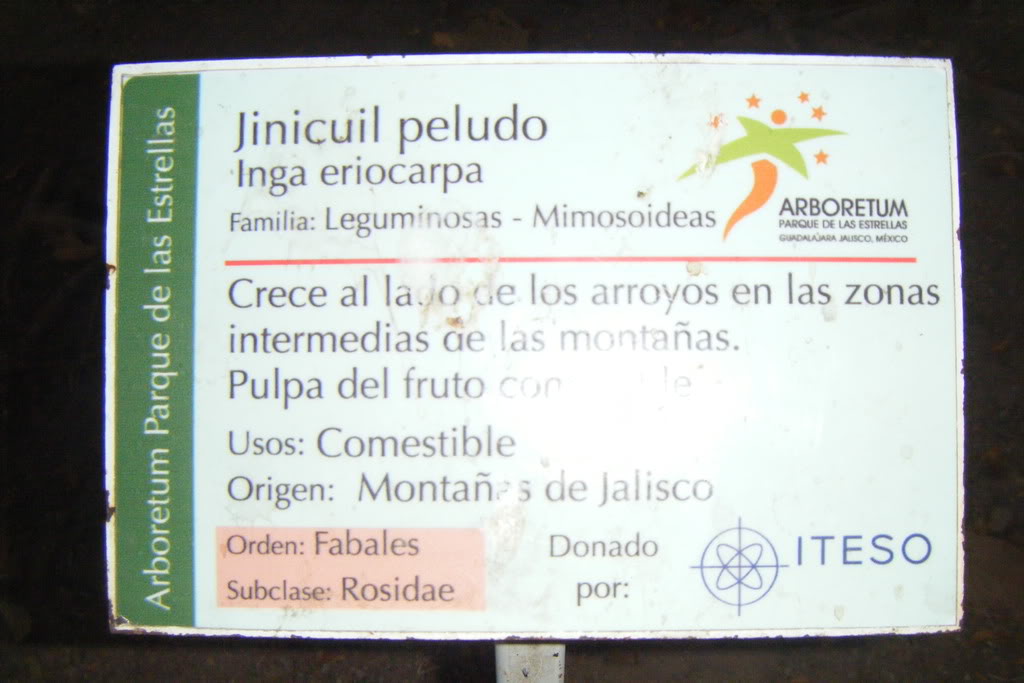 Arboretum Parque de las Estrellas
Jinicuil peludo
Inga eriocarpa
Familia: Leguminosas - Mimosoideas
ARBORETUM
PARQUE DE LAS ESTRELLAS
GUADALAJARA JALISCO, MÉXICO
Crece al lado de los arroyos en las zonas
intermedias de las montañas.
Pulpa del fruto
Usos: Comestible
Origen: Montañas de Jalisco
Orden: Fabales
Subclase: Rosidae
Donado
por:
ITESO